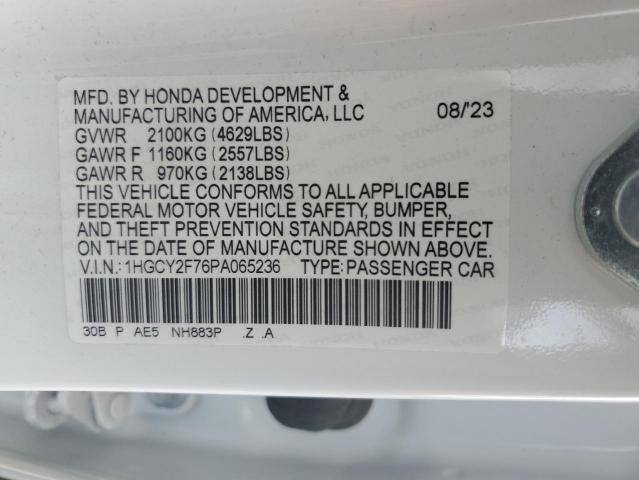 MFD. BY HONDA DEVELOPMENT &
MANUFACTURING OF AMERICA, LLC 08/'23
GVWR 2100KG (4629LBS)
GAWR F 1160KG (2557LBS)
GAWR R 970KG (2138LBS)
THIS VEHICLE CONFORMS TO ALL APPLICABLE
FEDERAL MOTOR VEHICLE SAFETY, BUMPER,
AND THEFT PREVENTION STANDARDS IN EFFECT
ON THE DATE OF MANUFACTURE SHOWN ABOVE.
V.I.N.:1HGCY2F76PA065236 TYPE:PASSENGER CAR
30B P AE5 NH883P .Z .A